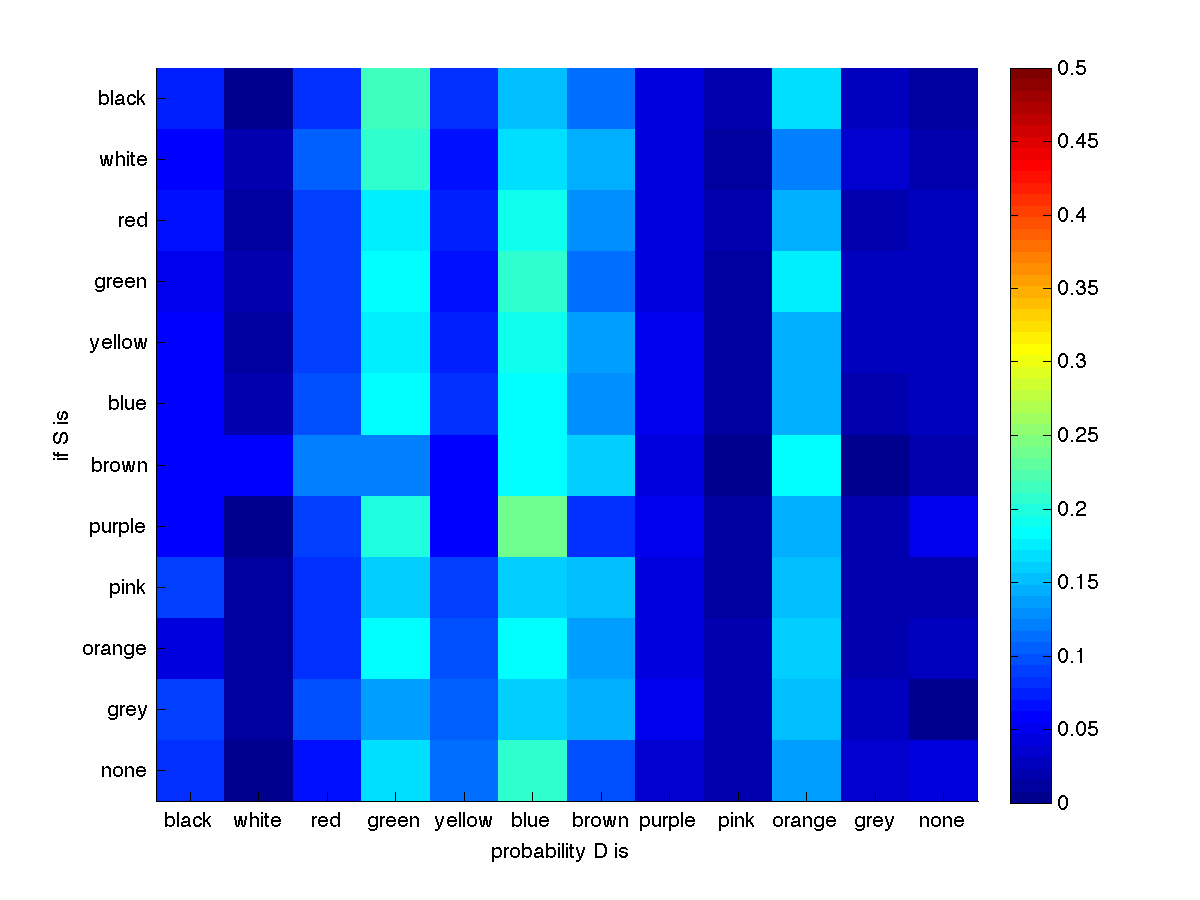 black
white
red
green
yellow
blue
brown
purple
pink
orange
grey
none
if S is
black white red green yellow blue brown purple pink orange grey none
probability D is
0.5
0.45
0.4
0.35
0.3
0.25
0.2
0.15
0.1
0.05
0